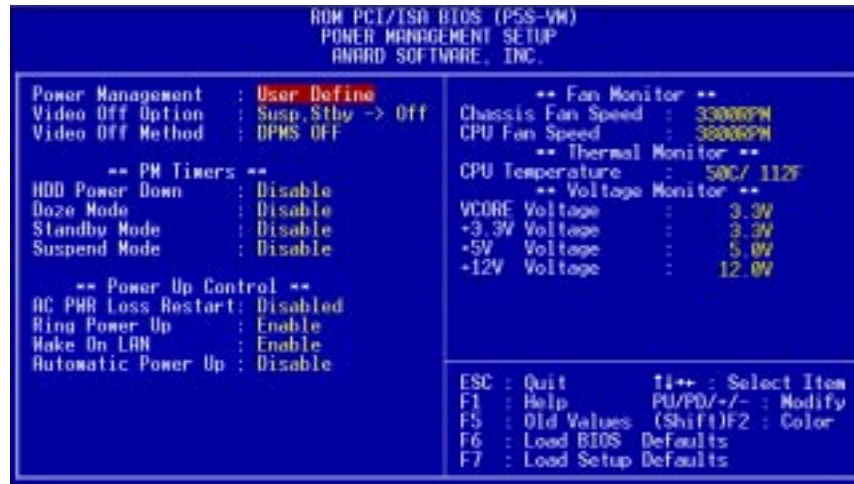 ROM PCI/ISA BIOS (P5S-VM)
POWER MANAGEMENT SETUP
AWARD SOFTWARE, INC.
Power Management : User Define
Video Off Option : Susp,Stby -> Off
Video Off Method : DPMS OFF
** PM Timers **
HDD Power Down : Disable
Doze Mode : Disable
Standby Mode : Disable
Suspend Mode : Disable
** Power Up Control **
AC PWR Loss Restart: Disabled
Ring Power Up : Enable
Wake On LAN : Enable
Automatic Power Up : Disable
** Fan Monitor **
Chassis Fan Speed : 3300RPM
CPU Fan Speed : 3800RPM
** Thermal Monitor **
CPU Temperature : 50C/ 112F
** Voltage Monitor **
VCORE Voltage : 3.3V
+3.3V Voltage : 3.3V
+5V Voltage : 5.0V
+12V Voltage : 12.0V
ESC : Quit ↑↓←→ : Select Item
F1 : Help PU/PD/+/- : Modify
F5 : Old Values (Shift)F2 : Color
F6 : Load BIOS Defaults
F7 : Load Setup Defaults